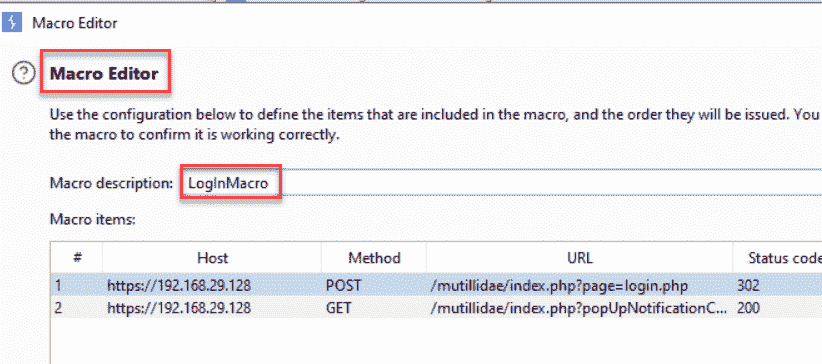 Macro Editor
Macro Editor
Use the configuration below to define the items that are included in the macro, and the order they will be issued. You
the macro to confirm it is working correctly.
Macro description: LogInMacro
Macro items:
# Host Method URL Status code
1 https://192.168.29.128 POST /mutillidae/index.php?page=login.php 302
2 https://192.168.29.128 GET /mutillidae/index.php?popUpNotificationC... 200